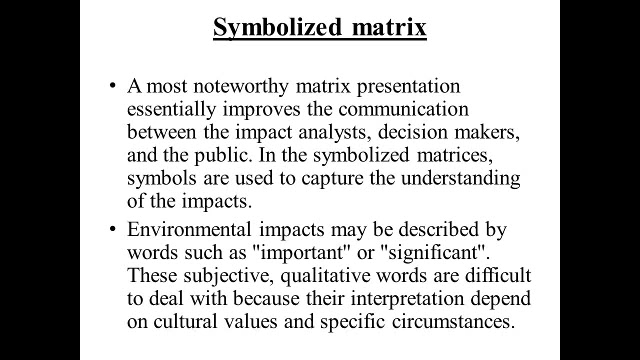 Symbolized matrix
• A most noteworthy matrix presentation
essentially improves the communication
between the impact analysts, decision makers,
and the public. In the symbolized matrices,
symbols are used to capture the understanding
of the impacts.
• Environmental impacts may be described by
words such as "important" or "significant".
These subjective, qualitative words are difficult
to deal with because their interpretation depend
on cultural values and specific circumstances.